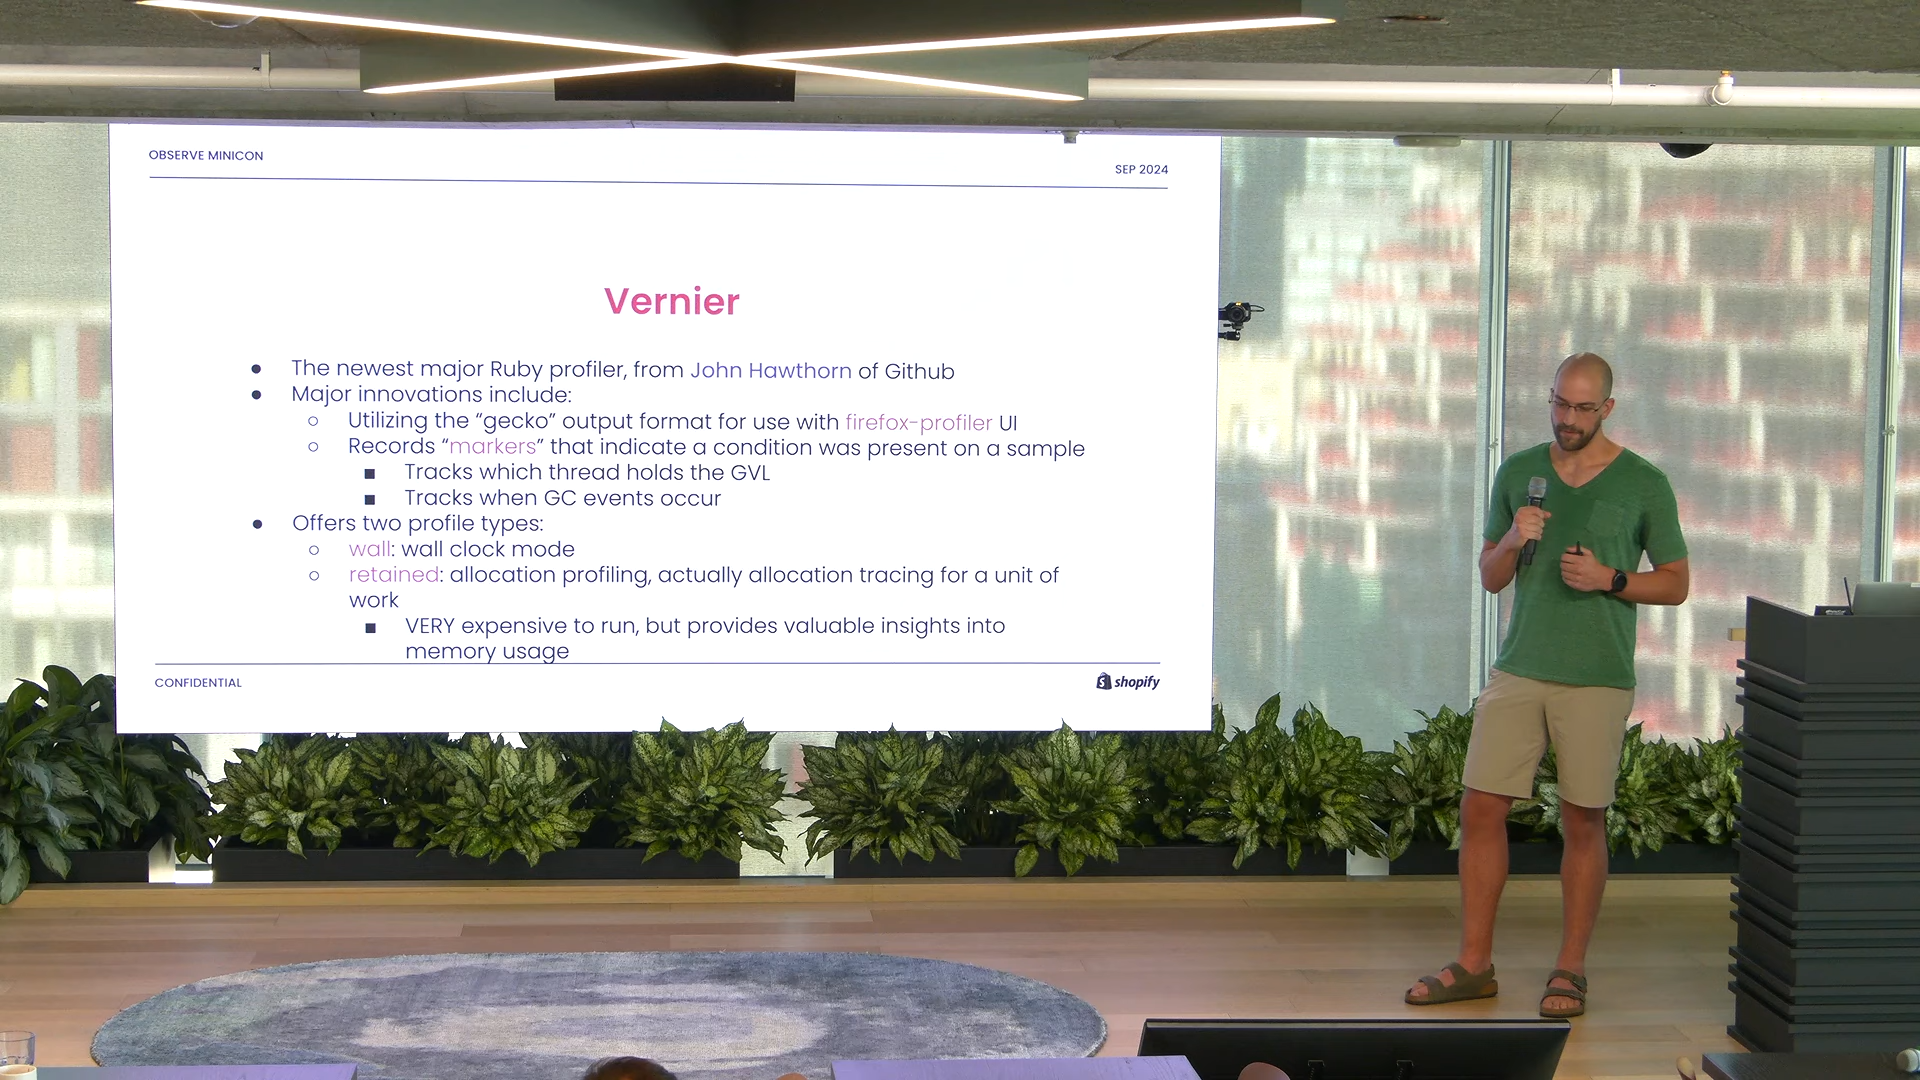 OBSERVE MINICON
SEP 2024
Vernier
● The newest major Ruby profiler, from John Hawthorn of Github
● Major innovations include:
○ Utilizing the “gecko” output format for use with firefox-profiler UI
○ Records “markers” that indicate a condition was present on a sample
■ Tracks which thread holds the GVL
■ Tracks when GC events occur
● Offers two profile types:
○ wall: wall clock mode
○ retained: allocation profiling, actually allocation tracing for a unit of
work
■ VERY expensive to run, but provides valuable insights into
memory usage
CONFIDENTIAL
shopify